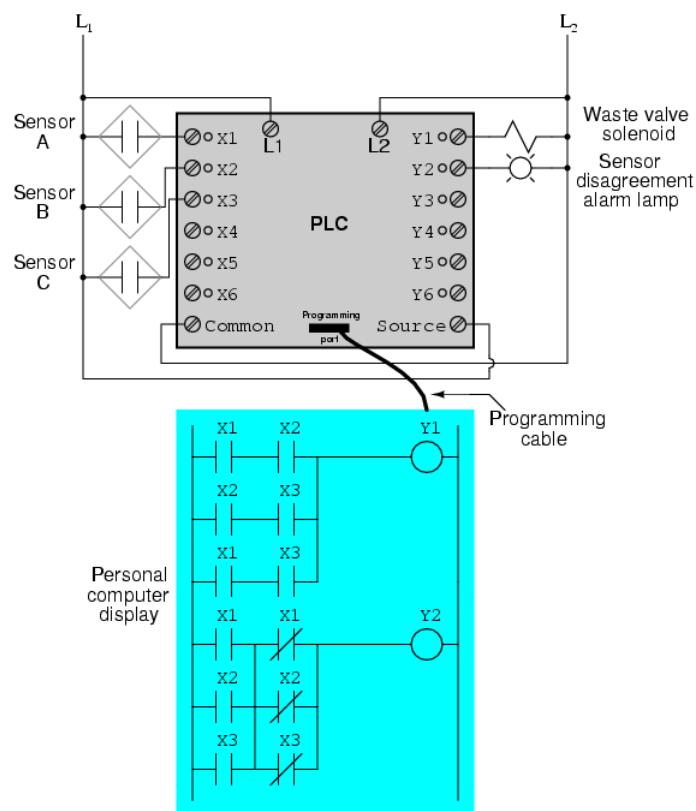 L1
L2
Sensor
A
Sensor
B
Sensor
C
L1
L2
X1
X2
X3
X4
X5
X6
Common
PLC
Programming
port
Y1
Y2
Y3
Y4
Y5
Y6
Source
Waste valve
solenoid
Sensor
disagreement
alarm lamp
Programming
cable
Personal
computer
display
X1 X2 Y1
X2 X3
X1 X3
X1 X1 Y2
X2 X2
X3 X3